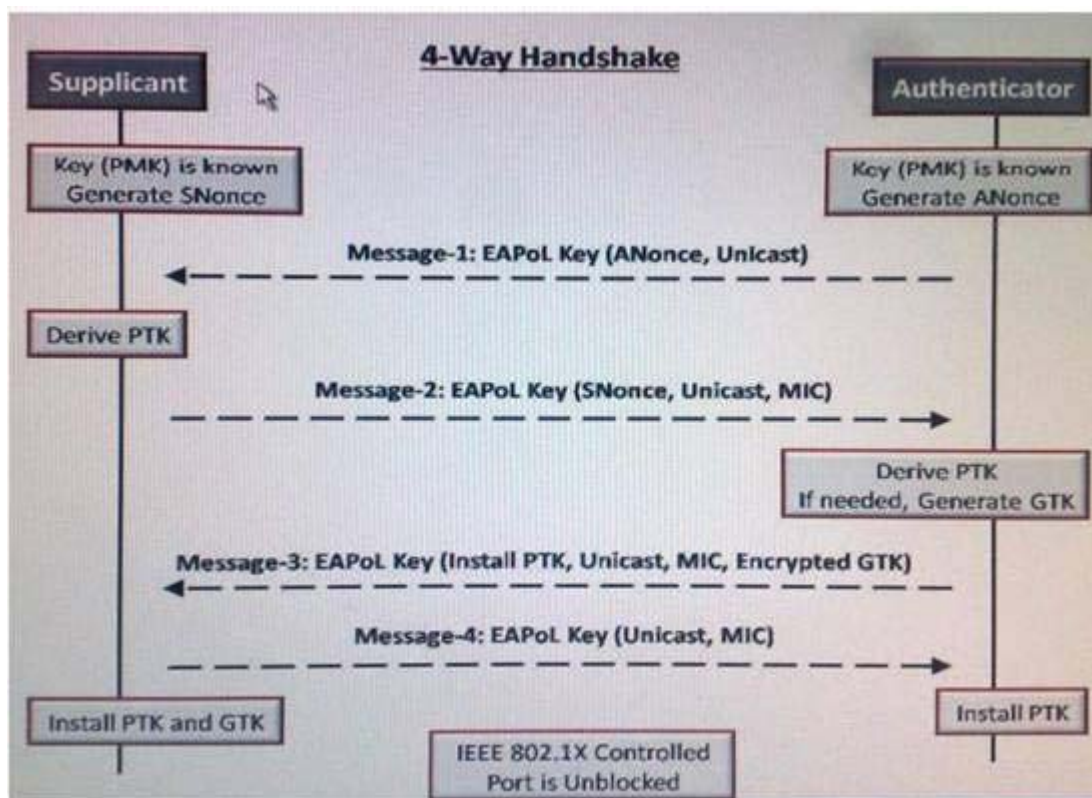 4-Way Handshake
Supplicant
Authenticator
Key (PMK) is known
Generate SNonce
Key (PMK) is known
Generate ANonce
Message-1: EAPoL Key (ANonce, Unicast)
Derive PTK
Message-2: EAPoL Key (SNonce, Unicast, MIC)
Derive PTK
If needed, Generate GTK
Message-3: EAPoL Key (Install PTK, Unicast, MIC, Encrypted GTK)
Message-4: EAPoL Key (Unicast, MIC)
Install PTK and GTK
Install PTK
IEEE 802.1X Controlled
Port is Unblocked